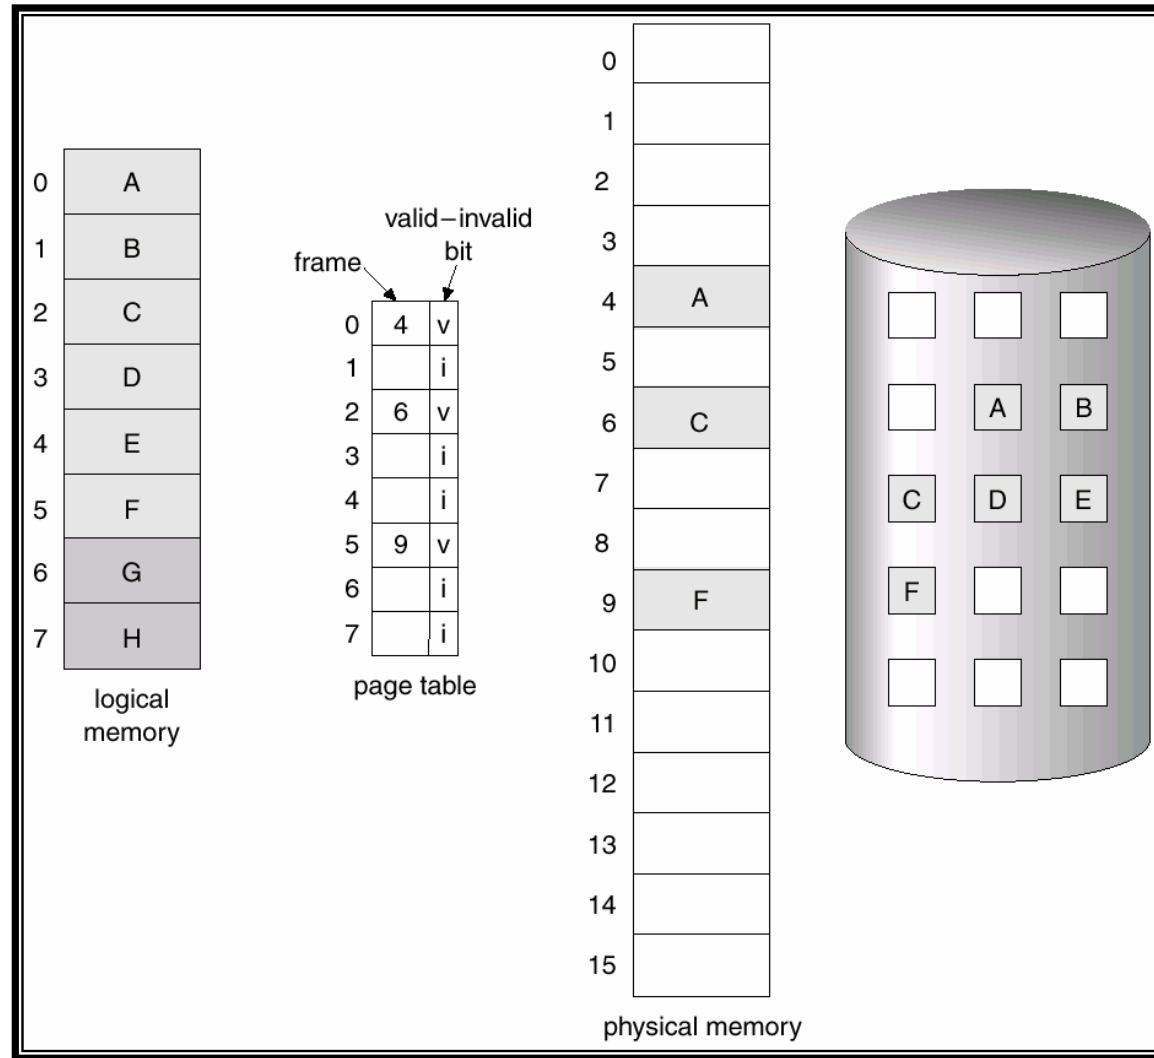 0 A
1 B
2 C
3 D
4 E
5 F
6 G
7 H
logical
memory
valid–invalid
bit
frame
0 4 v
1 i
2 6 v
3 i
4 i
5 9 v
6 i
7 i
page table
0
1
2
3
4 A
5
6 C
7
8
9 F
10
11
12
13
14
15
physical memory
A B
C D E
F